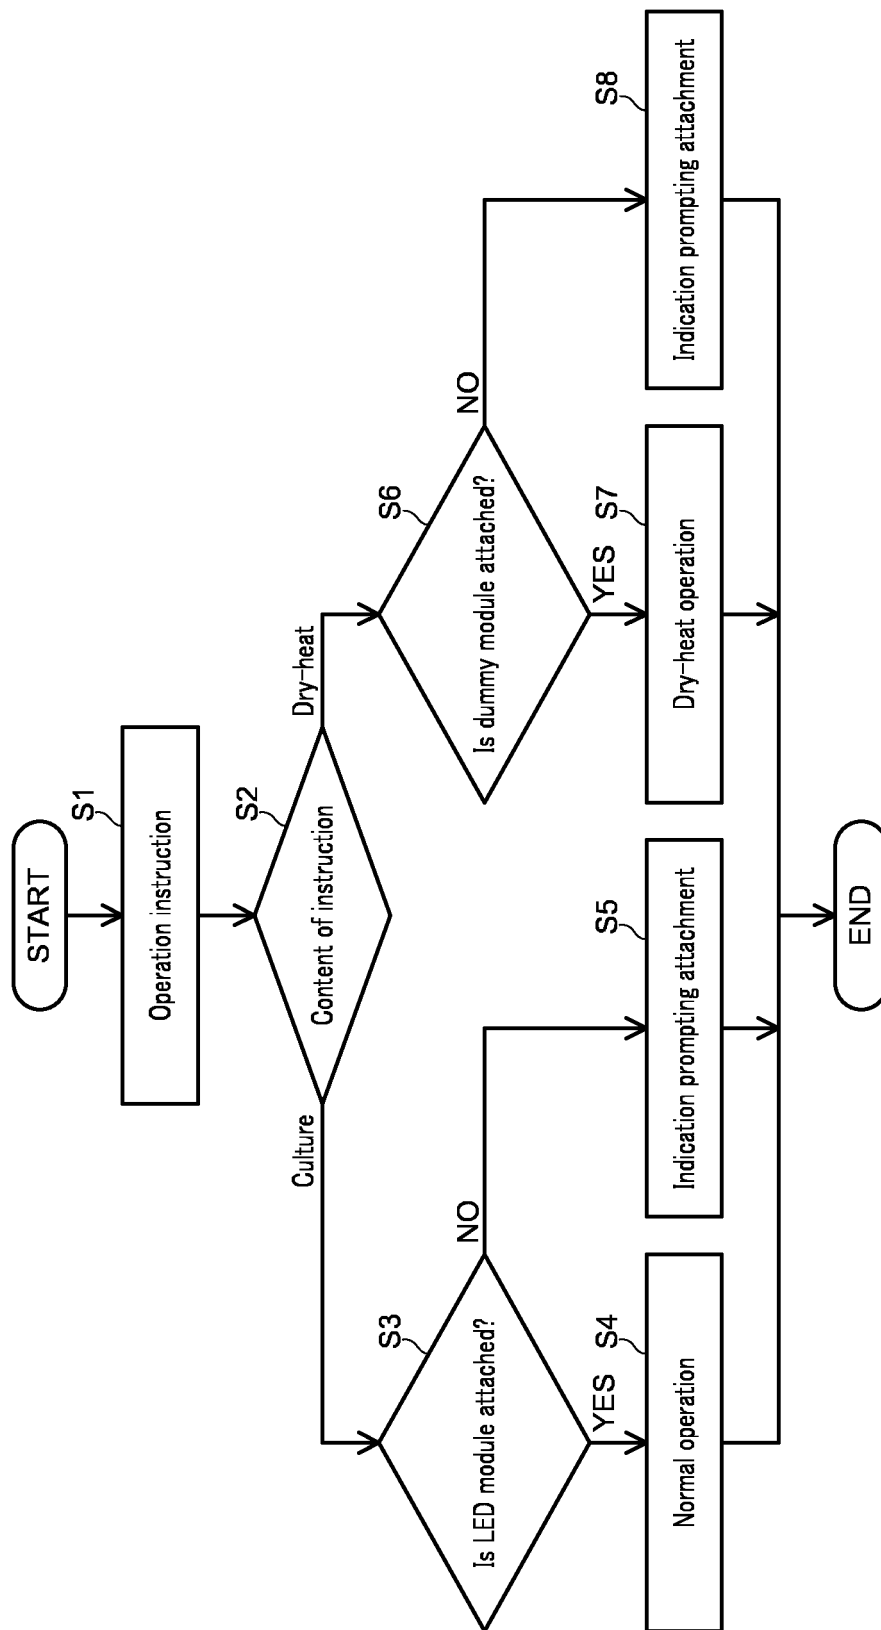 START
S1
Operation instruction
S2
Content of instruction
Culture
Dry-heat
S3
Is LED module attached?
NO
YES
S6
Is dummy module attached?
NO
YES
S4
Normal operation
S5
Indication prompting attachment
S7
Dry-heat operation
S8
Indication prompting attachment
END